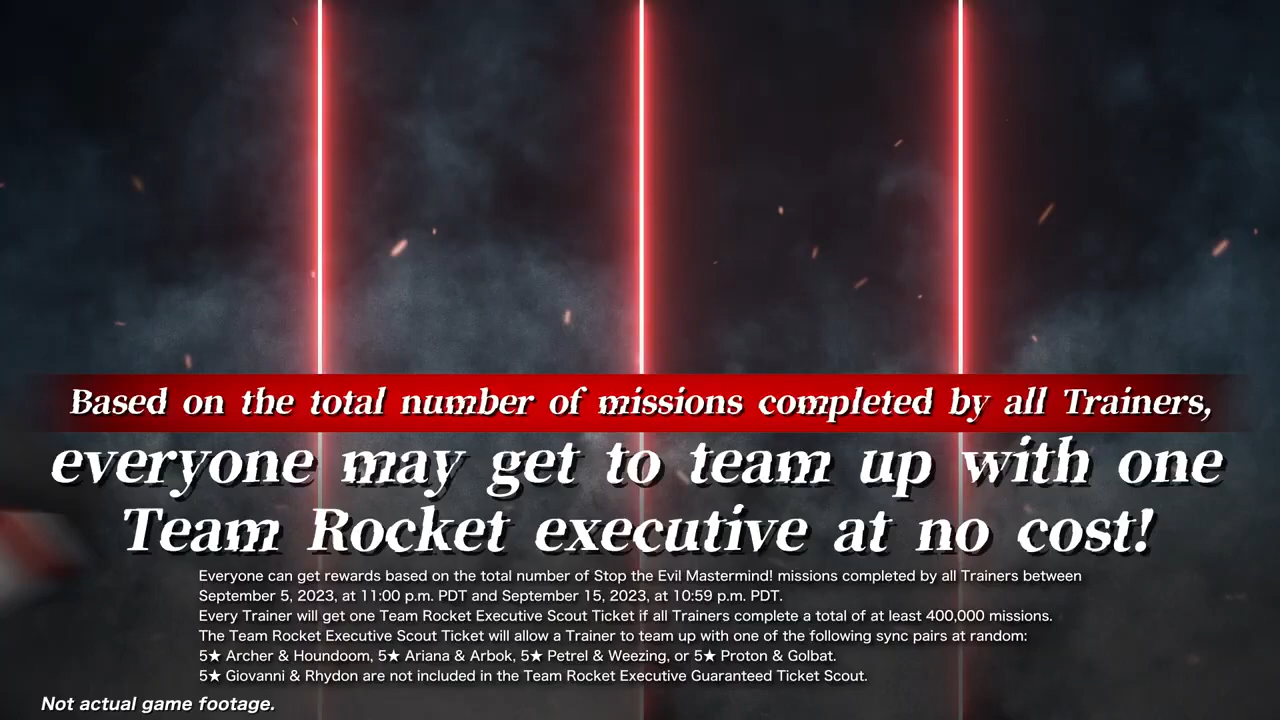 Based on the total number of missions completed by all Trainers,
everyone may get to team up with one
Team Rocket executive at no cost!
Everyone can get rewards based on the total number of Stop the Evil Mastermind! missions completed by all Trainers between
September 5, 2023, at 11:00 p.m. PDT and September 15, 2023, at 10:59 p.m. PDT.
Every Trainer will get one Team Rocket Executive Scout Ticket if all Trainers complete a total of at least 400,000 missions.
The Team Rocket Executive Scout Ticket will allow a Trainer to team up with one of the following sync pairs at random:
5★ Archer & Houndoom, 5★ Ariana & Arbok, 5★ Petrel & Weezing, or 5★ Proton & Golbat.
5★ Giovanni & Rhydon are not included in the Team Rocket Executive Guaranteed Ticket Scout.
Not actual game footage.